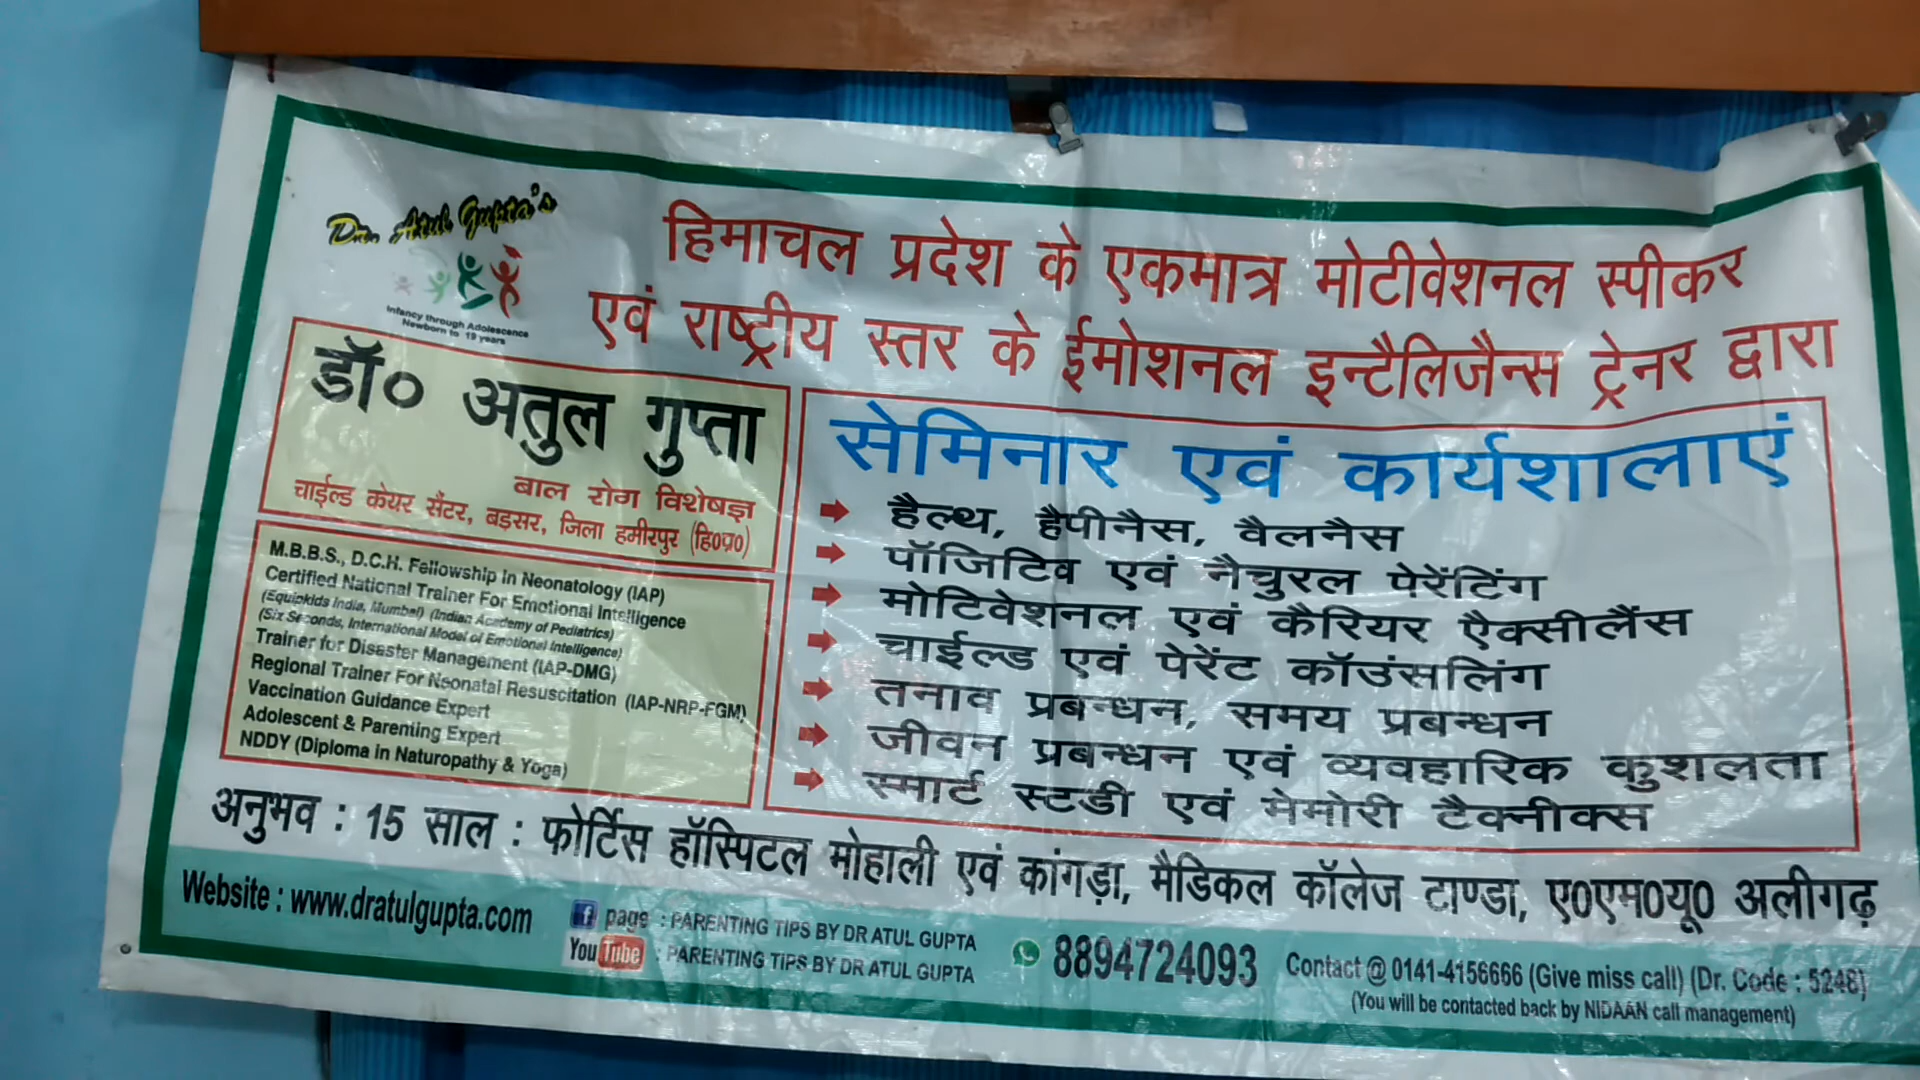 Dr. Atul Gupta's
Infancy through Adolescence
Newborn to 19 years
हिमाचल प्रदेश के एकमात्र मोटीवेशनल स्पीकर
एवं राष्ट्रीय स्तर के ईमोशनल इन्टैलिजैन्स ट्रेनर द्वारा
डॉ० अतुल गुप्ता
बाल रोग विशेषज्ञ
चाईल्ड केयर सैंटर, बड़सर, जिला हमीरपुर (हि०प्र०)
M.B.B.S., D.C.H. Fellowship in Neonatology (IAP)
Certified National Trainer For Emotional Intelligence
(Equipkids India, Mumbai) (Indian Academy of Pediatrics)
(Six Seconds, International Model of Emotional Intelligence)
Trainer for Disaster Management (IAP-DMG)
Regional Trainer For Neonatal Resuscitation (IAP-NRP-FGM)
Vaccination Guidance Expert
Adolescent & Parenting Expert
NDDY (Diploma in Naturopathy & Yoga)
सेमिनार एवं कार्यशालाएं
हैल्थ, हैपीनैस, वैलनैस
पॉजिटिव एवं नैचुरल पेरेंटिंग
मोटिवेशनल एवं कैरियर एैक्सीलैंस
चाईल्ड एवं पेरेंट कॉउंसलिंग
तनाव प्रबन्धन, समय प्रबन्धन
जीवन प्रबन्धन एवं व्यवहारिक कुशलता
स्मार्ट स्टडी एवं मेमोरी टैक्नीक्स
अनुभव : 15 साल : फोर्टिस हॉस्पिटल मोहाली एवं कांगड़ा, मैडिकल कॉलेज टाण्डा, ए०एम०यू० अलीगढ़
Website : www.dratulgupta.com
f page : PARENTING TIPS BY DR ATUL GUPTA
YouTube : PARENTING TIPS BY DR ATUL GUPTA
8894724093
Contact @ 0141-4156666 (Give miss call) (Dr. Code : 5248)
(You will be contacted back by NIDAAN call management)